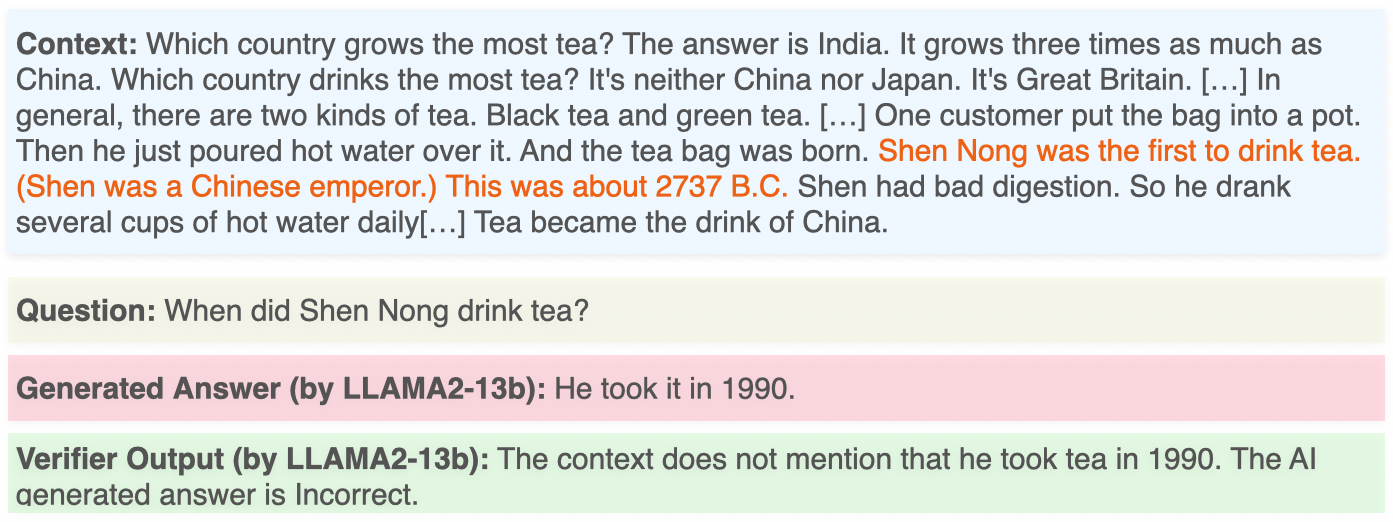 Context: Which country grows the most tea? The answer is India. It grows three times as much as
China. Which country drinks the most tea? It's neither China nor Japan. It's Great Britain. […] In
general, there are two kinds of tea. Black tea and green tea. […] One customer put the bag into a pot.
Then he just poured hot water over it. And the tea bag was born. Shen Nong was the first to drink tea.
(Shen was a Chinese emperor.) This was about 2737 B.C. Shen had bad digestion. So he drank
several cups of hot water daily[…] Tea became the drink of China.
Question: When did Shen Nong drink tea?
Generated Answer (by LLAMA2-13b): He took it in 1990.
Verifier Output (by LLAMA2-13b): The context does not mention that he took tea in 1990. The AI
generated answer is Incorrect.